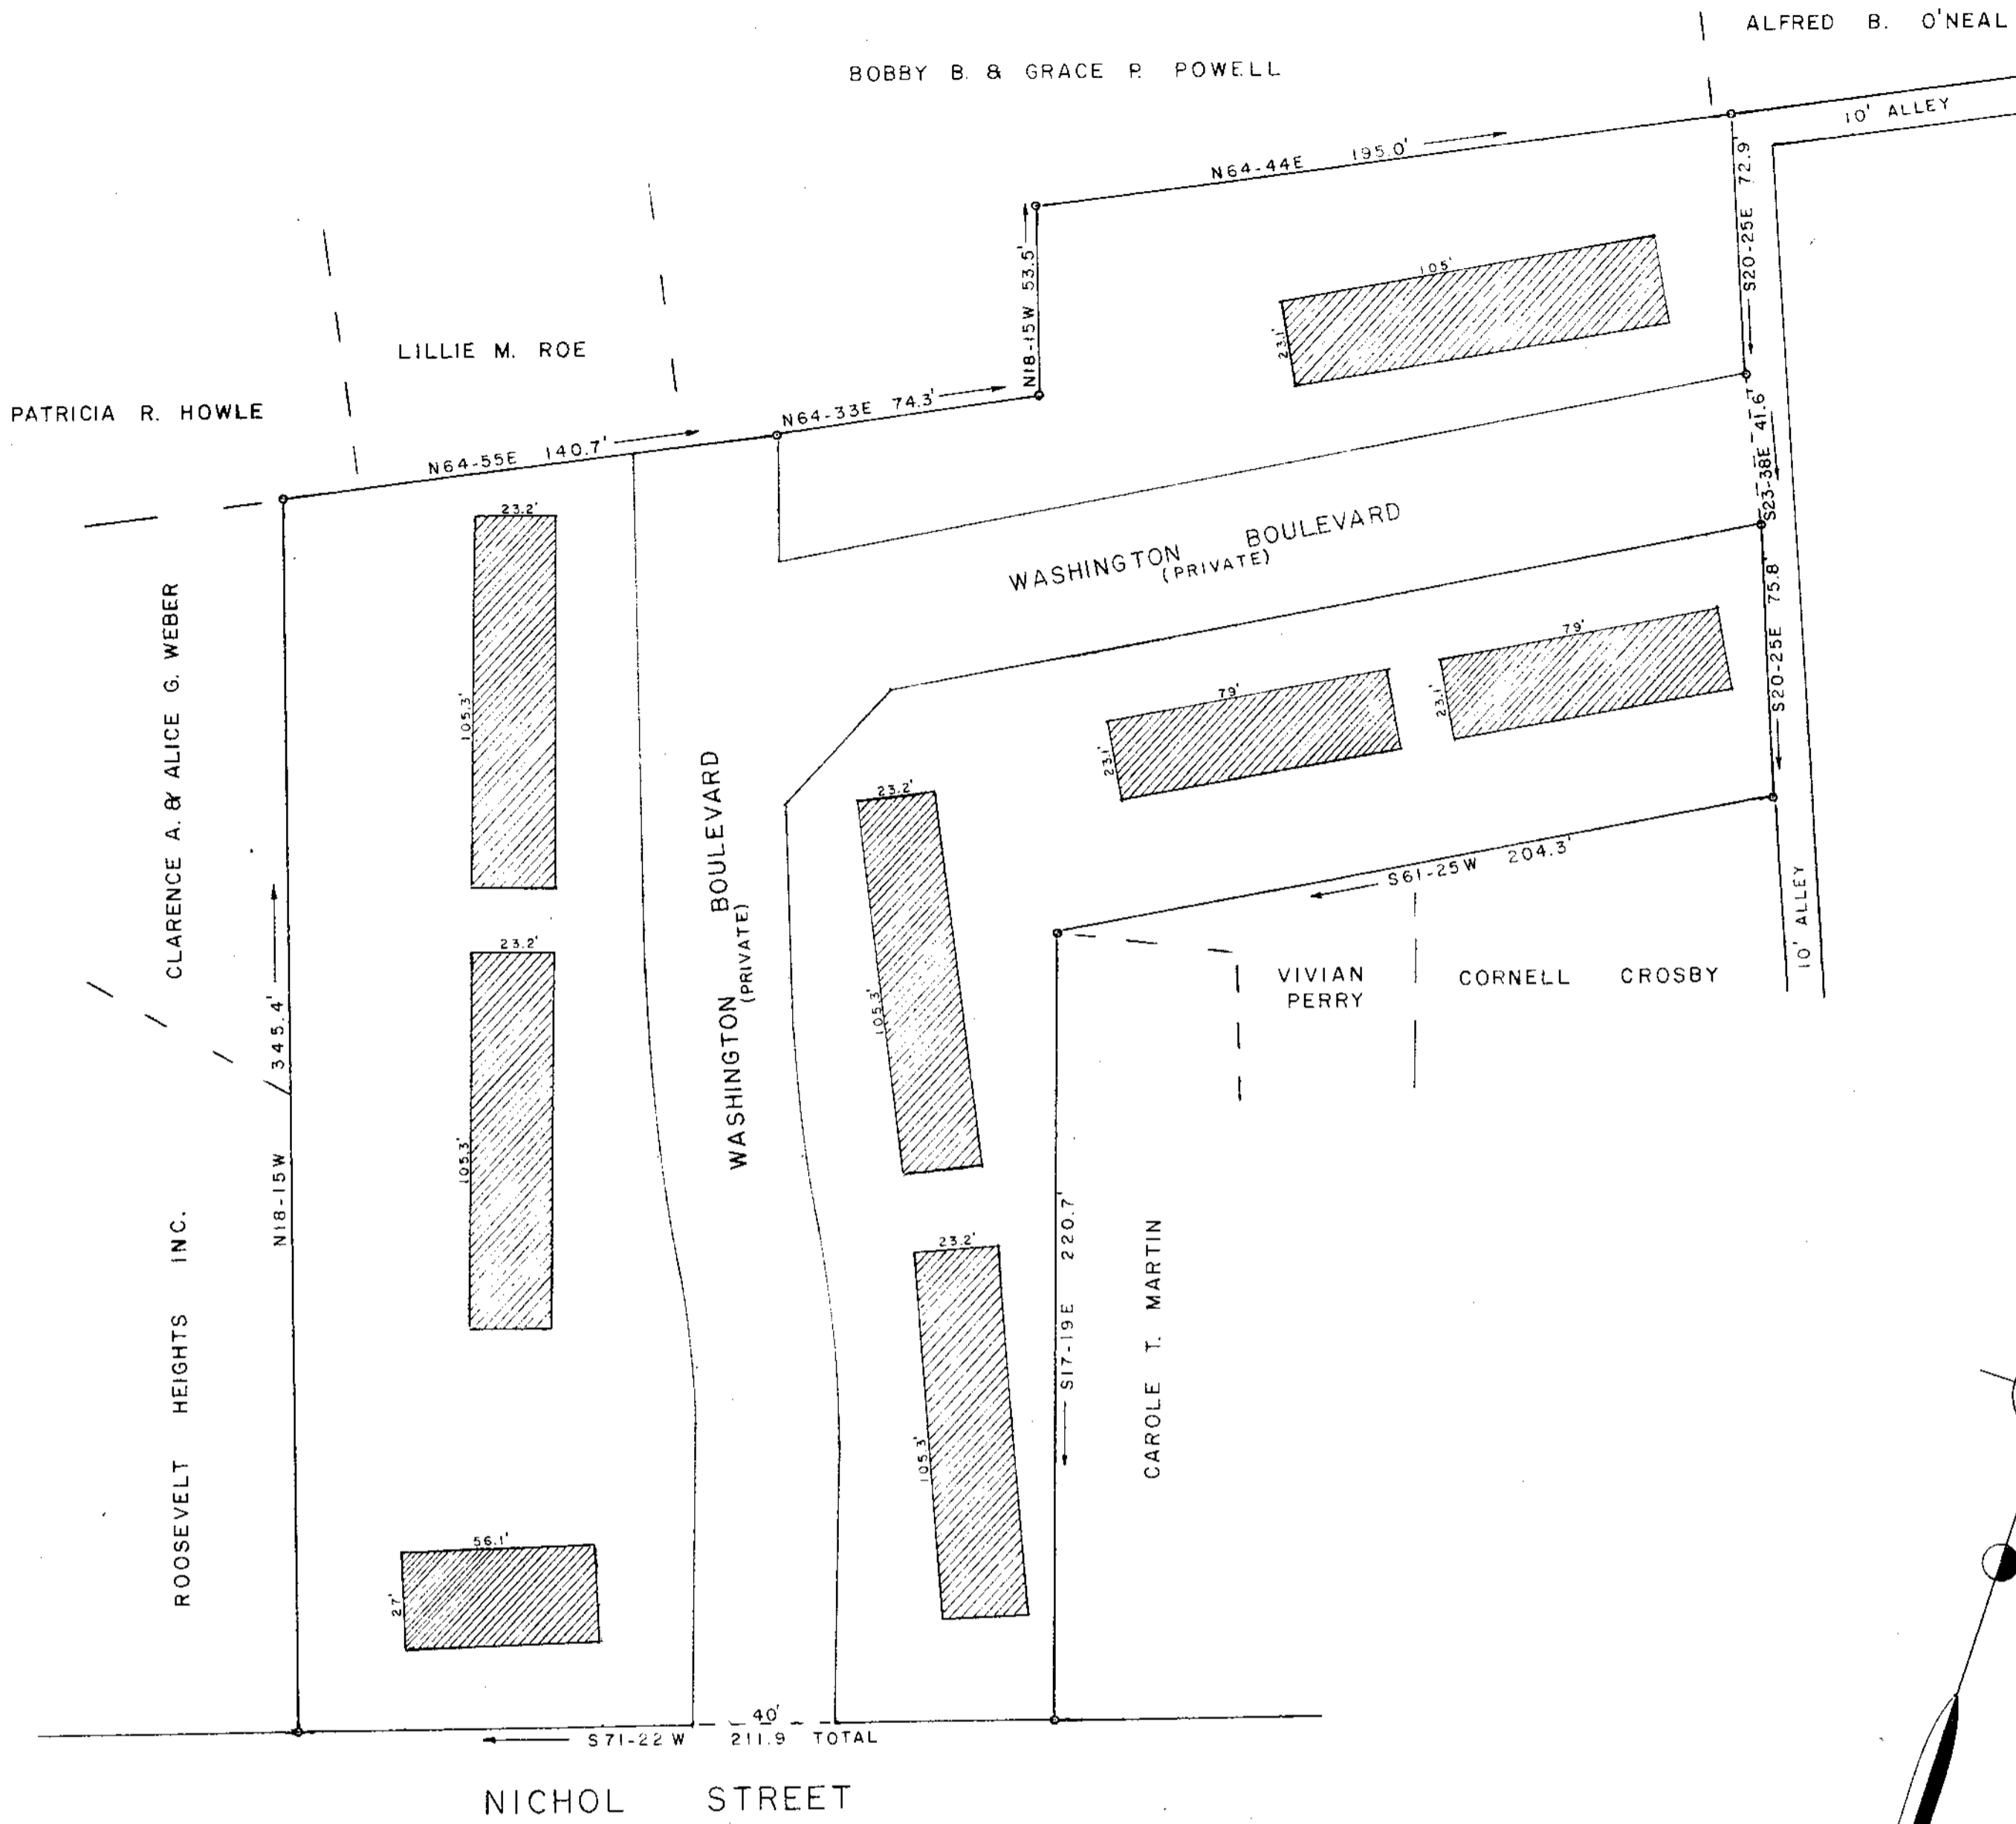 ALFRED B. O'NEAL
BOBBY B. & GRACE P. POWELL
10' ALLEY
N64-44E 195.0'
S20-25E 72.9'
N18-15W 53.5'
105'
23.1'
LILLIE M. ROE
PATRICIA R. HOWLE
N64-33E 74.3'
N64-55E 140.7'
S23-38E 41.6'
23.2'
105.3'
WASHINGTON BOULEVARD
(PRIVATE)
79'
23.1'
79'
23.1'
S20-25E 75.8'
CLARENCE A. & ALICE G. WEBER
WASHINGTON BOULEVARD
(PRIVATE)
23.2'
105.3'
S61-25W 204.3'
10' ALLEY
VIVIAN
PERRY
CORNELL CROSBY
23.2'
105.3'
N18-15W 345.4'
S17-19E 220.7'
CAROLE T. MARTIN
23.2'
105.3'
ROOSEVELT HEIGHTS INC.
56.1'
27'
40'
S71-22W 211.9 TOTAL
NICHOL STREET